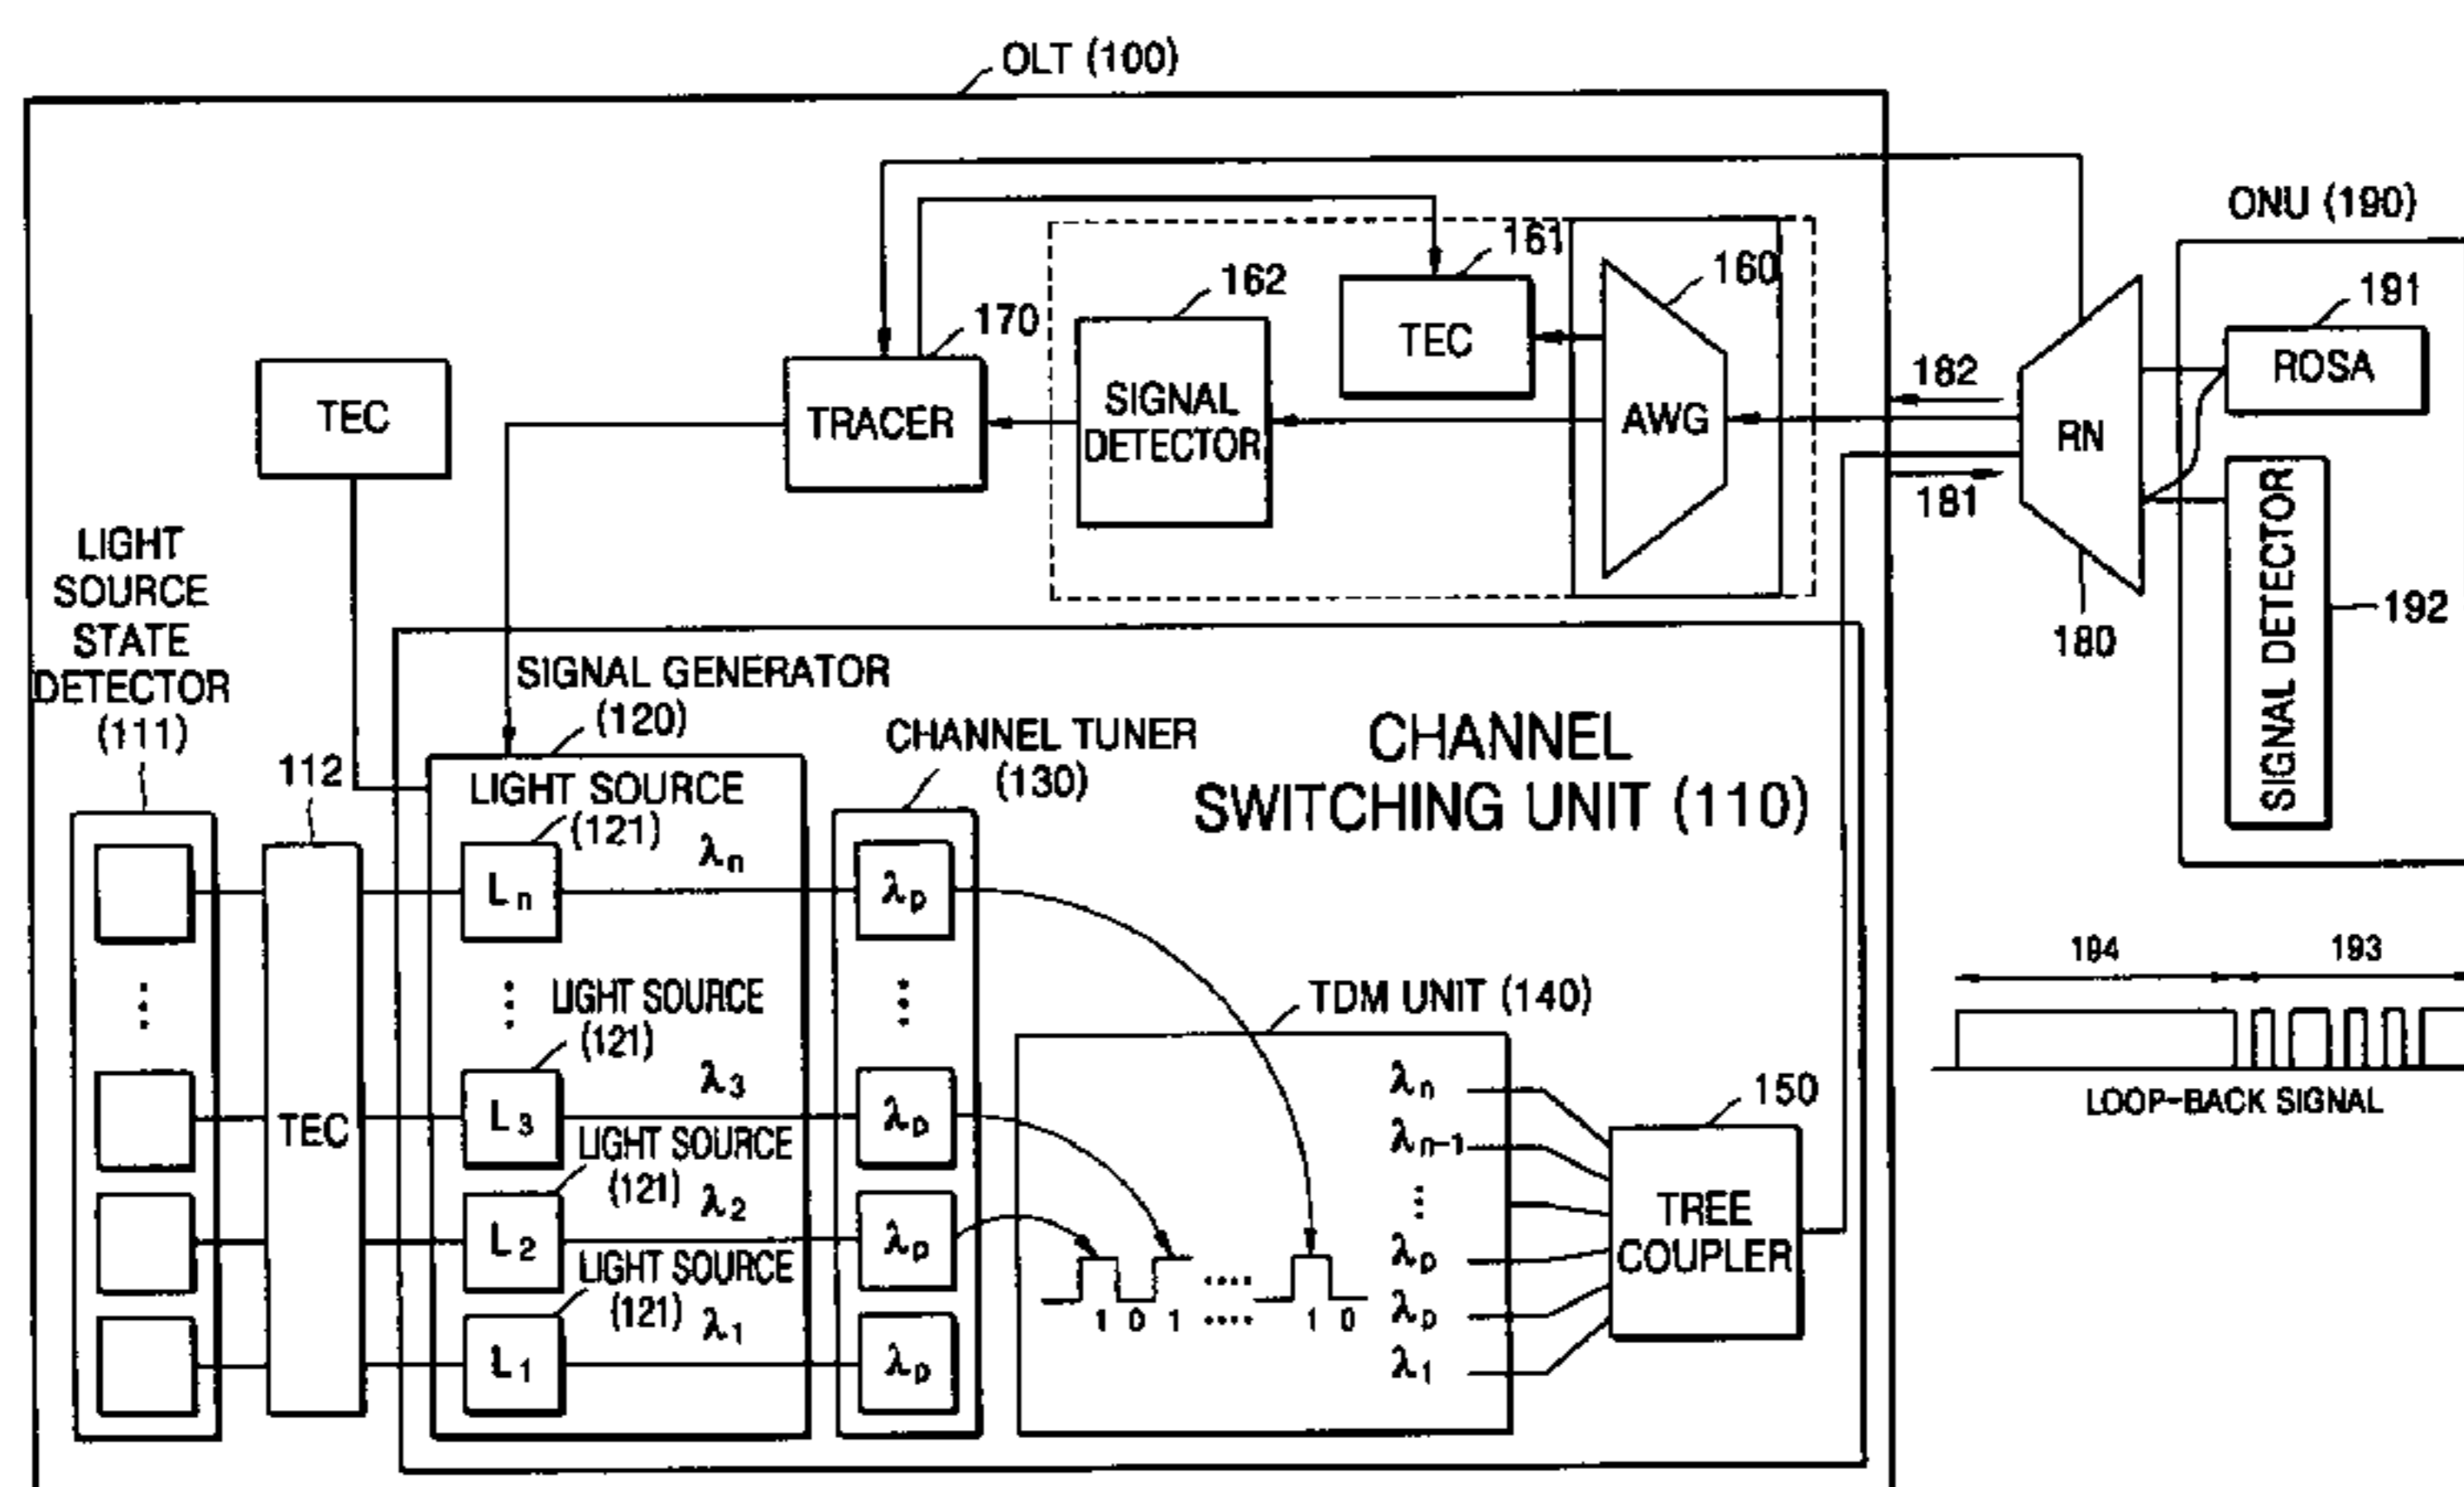 OLT (100)
ONU (190)
161
160
162
191
170
TEC
ROSA
182
TEC
SIGNAL
DETECTOR
TRACER
AWG
RN
181
SIGNAL DETECTOR
192
180
LIGHT
SOURCE
STATE
DETECTOR
(111)
SIGNAL GENERATOR
(120)
CHANNEL TUNER
(130)
CHANNEL
SWITCHING UNIT (110)
112
LIGHT SOURCE
(121)
λn
Ln
λp
194
193
LOOP-BACK SIGNAL
⋮
⋮
LIGHT SOURCE
(121)
⋮
TDM UNIT (140)
λ3
TEC
L3
λp
λn
150
LIGHT SOURCE
(121)
λn-1
λ2
L2
λp
⋮
TREE
COUPLER
λp
LIGHT SOURCE
(121)
λ1
1 0 1 .... 1 0
λp
L1
λp
λ1